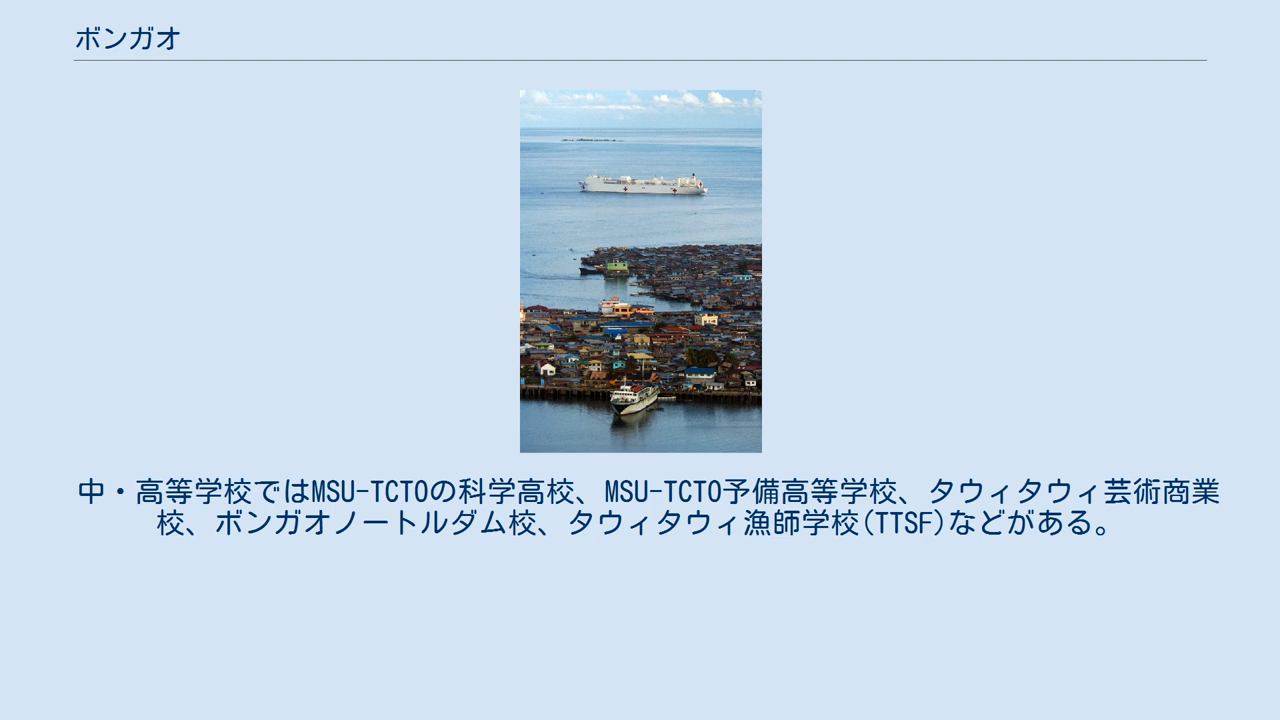 ボンガオ
中・高等学校ではMSU-TCTOの科学高校、MSU-TCTO予備高等学校、タウィタウィ芸術商業
校、ボンガオノートルダム校、タウィタウィ漁師学校(TTSF)などがある。